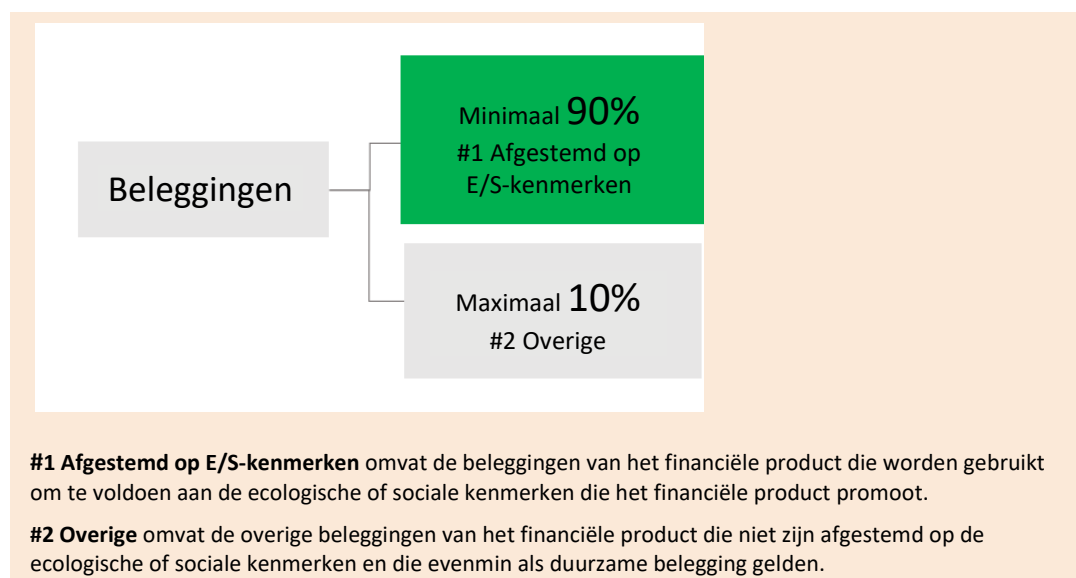 Minimaal 90%
#1 Afgestemd op
E/S-kenmerken
Beleggingen
Maximaal 10%
#2 Overige
#1 Afgestemd op E/S-kenmerken omvat de beleggingen van het financiële product die worden gebruikt
om te voldoen aan de ecologische of sociale kenmerken die het financiële product promoot.
#2 Overige omvat de overige beleggingen van het financiële product die niet zijn afgestemd op de
ecologische of sociale kenmerken en die evenmin als duurzame belegging gelden.